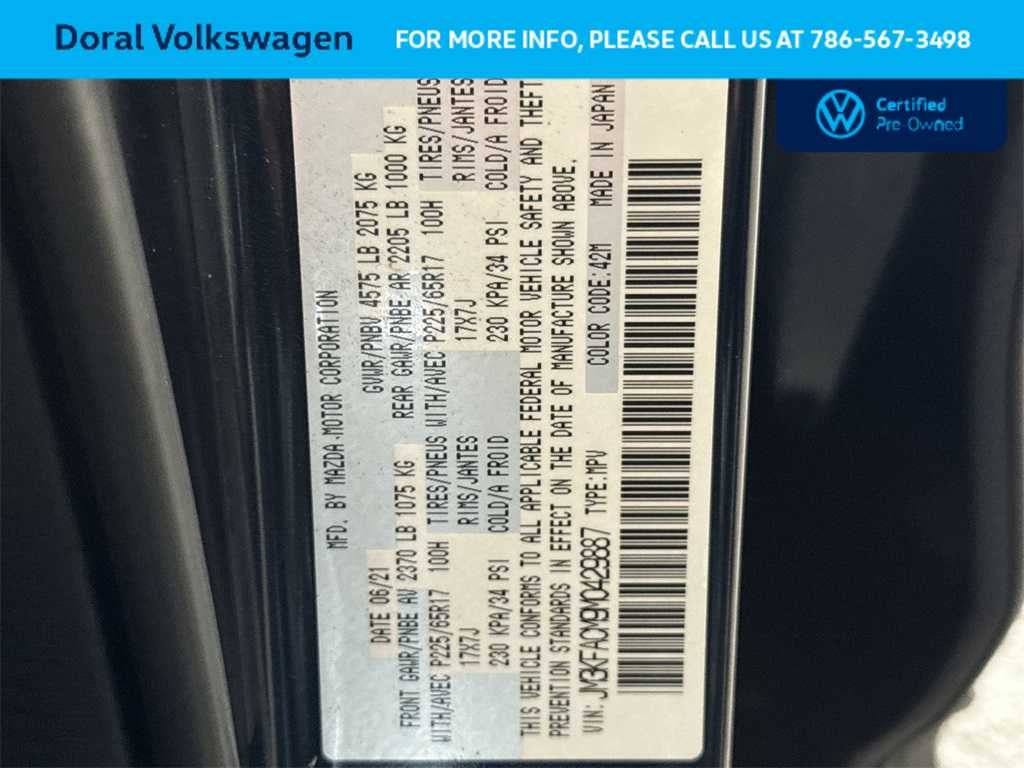 Doral Volkswagen FOR MORE INFO, PLEASE CALL US AT 786-567-3498
Certified
Pre-Owned
MFD. BY MAZDA MOTOR CORPORATION
DATE 06/21 GVWR/PNBV 4575 LB 2075 KG
FRONT GAWR/PNBE AV 2370 LB 1075 KG REAR GAWR/PNBE AR 2205 LB 1000 KG
WITH/AVEC P225/65R17 100H TIRES/PNEUS WITH/AVEC P225/65R17 100H TIRES/PNEUS
17X7J RIMS/JANTES 17X7J RIMS/JANTES
230 KPA/34 PSI COLD/A FROID 230 KPA/34 PSI COLD/A FROID
THIS VEHICLE CONFORMS TO ALL APPLICABLE FEDERAL MOTOR VEHICLE SAFETY AND THEFT
PREVENTION STANDARDS IN EFFECT ON THE DATE OF MANUFACTURE SHOWN ABOVE.
VIN: JM3KFACM9M0429887 TYPE:MPV COLOR CODE:42M MADE IN JAPAN